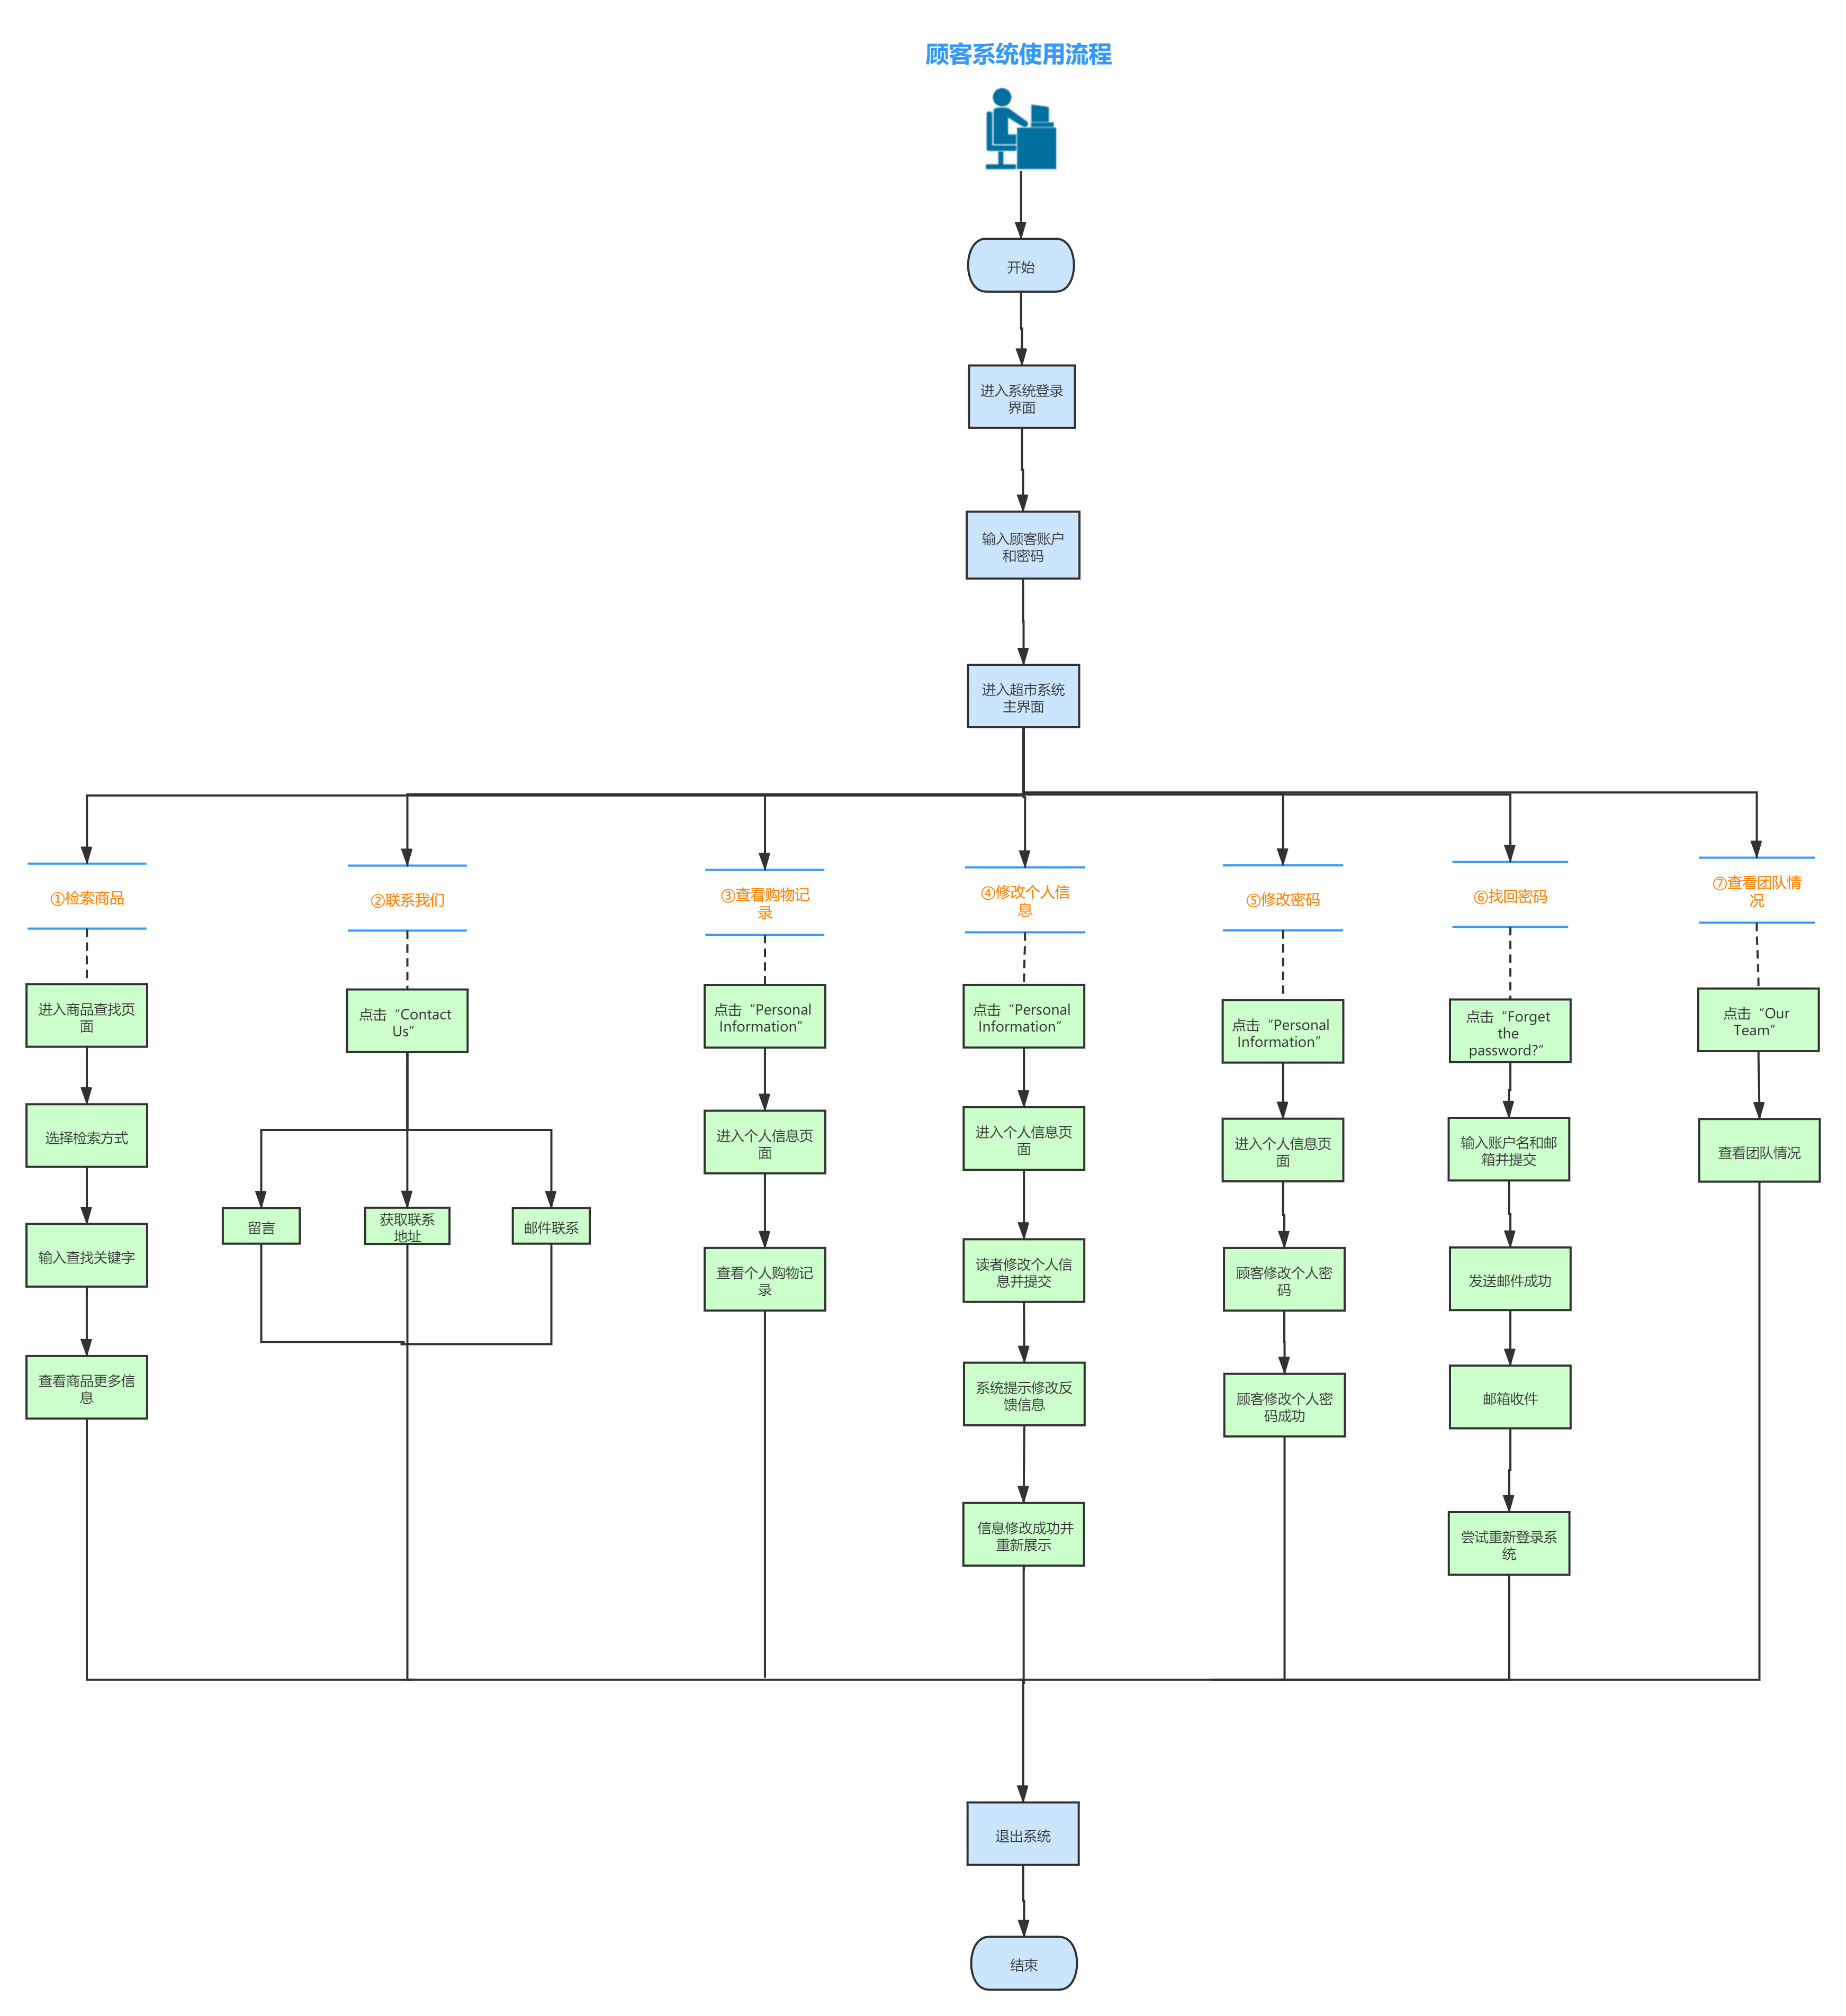 顾客系统使用流程
开始
进入系统登录
界面
输入顾客账户
和密码
进入超市系统
主界面
①检索商品
进入商品查找页
面
选择检索方式
输入查找关键字
查看商品更多信
息
②联系我们
点击“Contact
Us”
留言
获取联系
地址
邮件联系
③查看购物记
录
点击“Personal
Information”
进入个人信息页
面
查看个人购物记
录
④修改个人信
息
点击“Personal
Information”
进入个人信息页
面
读者修改个人信
息并提交
系统提示修改反
馈信息
信息修改成功并
重新展示
⑤修改密码
点击“Personal
Information”
进入个人信息页
面
顾客修改个人密
码
顾客修改个人密
码成功
⑥找回密码
点击“Forget
the
password?”
输入账户名和邮
箱并提交
发送邮件成功
邮箱收件
尝试重新登录系
统
⑦查看团队情
况
点击“Our
Team”
查看团队情况
退出系统
结束